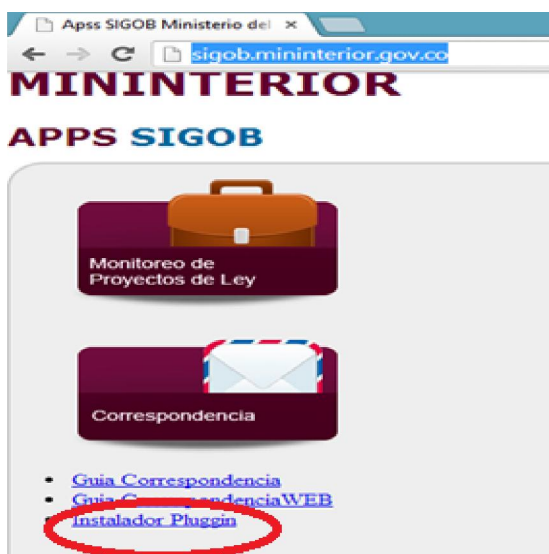 Apss SIGOB Ministerio del
sigob.mininterior.gov.co
MININTERIOR
APPS SIGOB
Monitoreo de
Proyectos de Ley
Correspondencia
Guia Correspondencia
Guia CorrespondenciaWEB
Instalador Pluggin